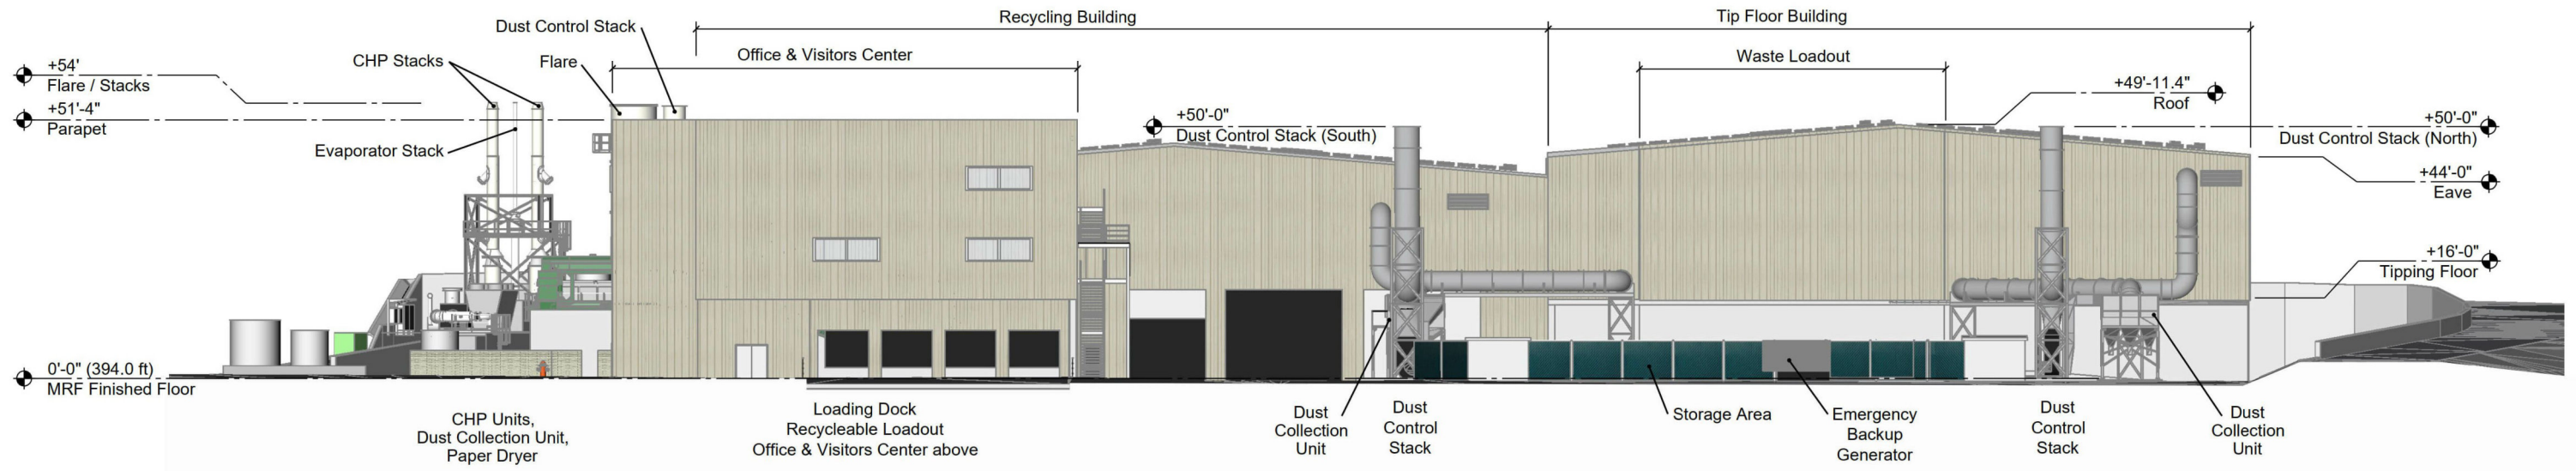 Recycling Building
Tip Floor Building
Dust Control Stack
Office & Visitors Center
Waste Loadout
CHP Stacks
Flare
+54'
Flare / Stacks
+51'-4"
Parapet
Evaporator Stack
+50'-0"
Dust Control Stack (South)
+49'-11.4"
Roof
+50'-0"
Dust Control Stack (North)
+44'-0"
Eave
+16'-0"
Tipping Floor
0'-0" (394.0 ft)
MRF Finished Floor
CHP Units,
Dust Collection Unit,
Paper Dryer
Loading Dock
Recycleable Loadout
Office & Visitors Center above
Dust
Collection
Unit
Dust
Control
Stack
Storage Area
Emergency
Backup
Generator
Dust
Control
Stack
Dust
Collection
Unit